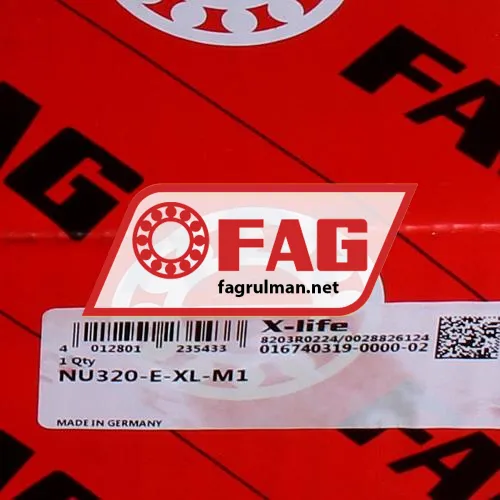 FAG
FAG
FAG
fagrulman.net
X-life
8203R0224/0028826124
016740319-0000-02
4 012801 235433
1 Qty
NU320-E-XL-M1
MADE IN GERMANY
FAG